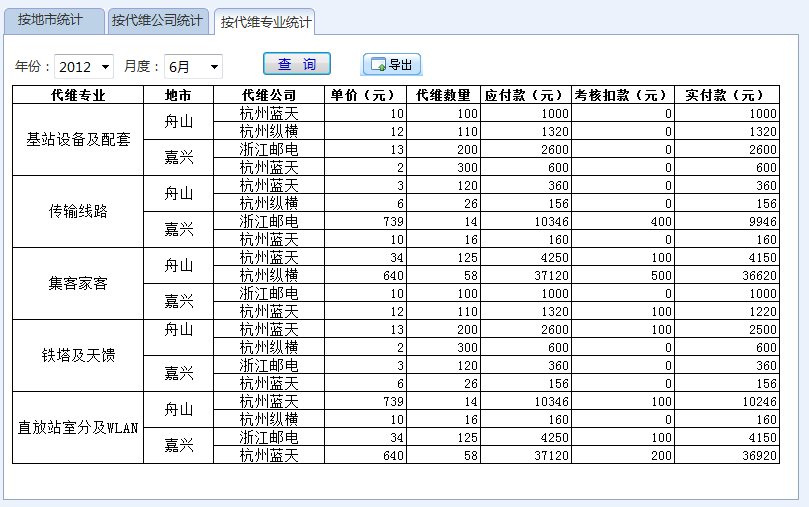 按地市统计 按代维公司统计 按代维专业统计
年份： 2012 月度： 6月 查 询 导出
代维专业 地市 代维公司 单价（元） 代维数量 应付款（元） 考核扣款（元） 实付款（元）
基站设备及配套 舟山 杭州蓝天 10 100 1000 0 1000
杭州纵横 12 110 1320 0 1320
嘉兴 浙江邮电 13 200 2600 0 2600
杭州蓝天 2 300 600 0 600
传输线路 舟山 杭州蓝天 3 120 360 0 360
杭州纵横 6 26 156 0 156
嘉兴 浙江邮电 739 14 10346 400 9946
杭州蓝天 10 16 160 0 160
集客家客 舟山 杭州蓝天 34 125 4250 100 4150
杭州纵横 640 58 37120 500 36620
嘉兴 浙江邮电 10 100 1000 0 1000
杭州蓝天 12 110 1320 100 1220
铁塔及天馈 舟山 杭州蓝天 13 200 2600 100 2500
杭州纵横 2 300 600 0 600
嘉兴 浙江邮电 3 120 360 0 360
杭州蓝天 6 26 156 0 156
直放站室分及WLAN 舟山 杭州蓝天 739 14 10346 100 10246
杭州纵横 10 16 160 0 160
嘉兴 浙江邮电 34 125 4250 100 4150
杭州蓝天 640 58 37120 200 36920